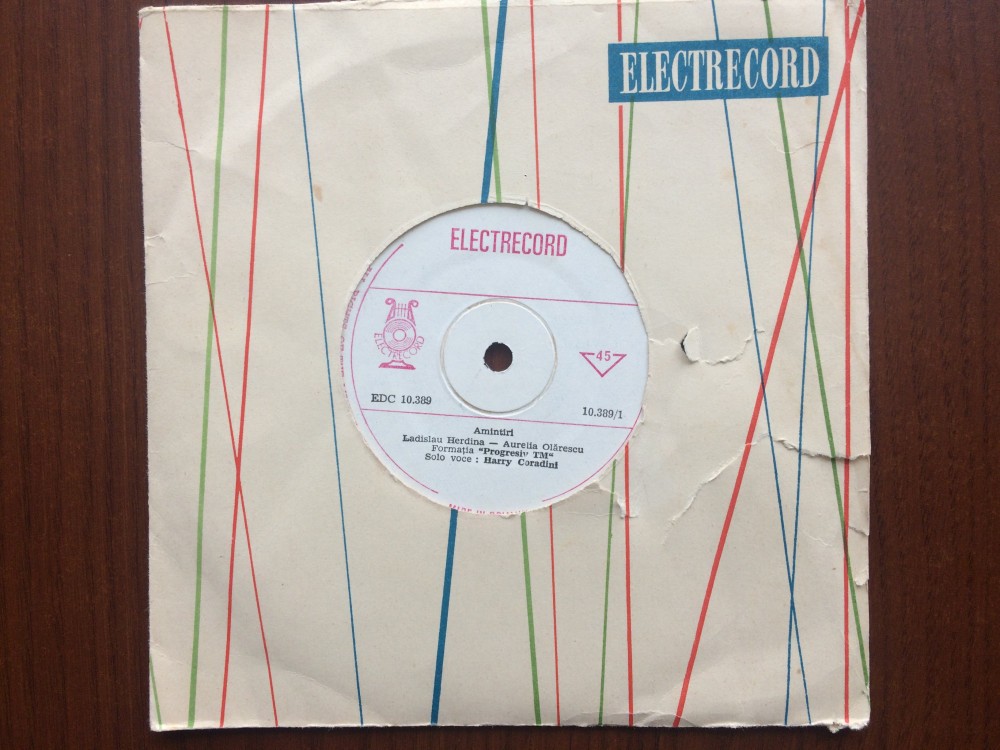 ELECTRECORD
ELECTRECORD
ELECTRECORD
45
EDC 10.389
10.389/1
Amintiri
Ladislau Herdina — Aurelia Olărescu
Formația "Progresiv TM"
Solo voce : Harry Coradini